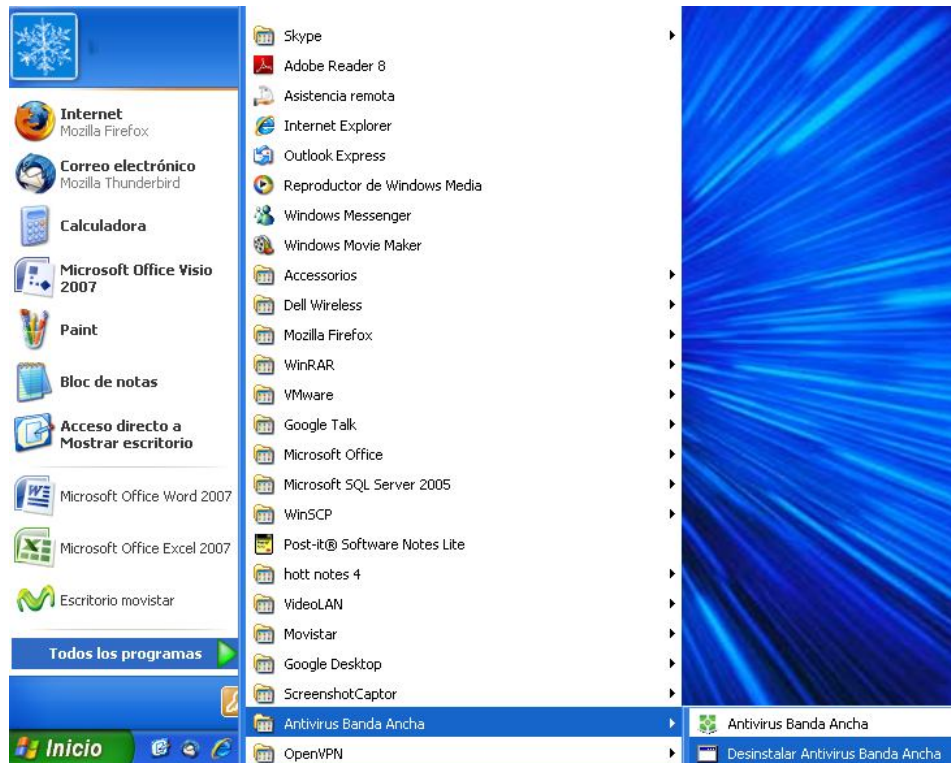 Internet
Mozilla Firefox
Correo electrónico
Mozilla Thunderbird
Calculadora
Microsoft Office Visio
2007
Paint
Bloc de notas
Acceso directo a
Mostrar escritorio
Microsoft Office Word 2007
Microsoft Office Excel 2007
Escritorio movistar
Todos los programas
Inicio
Skype
Adobe Reader 8
Asistencia remota
Internet Explorer
Outlook Express
Reproductor de Windows Media
Windows Messenger
Windows Movie Maker
Accessorios
Dell Wireless
Mozilla Firefox
WinRAR
VMware
Google Talk
Microsoft Office
Microsoft SQL Server 2005
WinSCP
Post-it® Software Notes Lite
hott notes 4
VideoLAN
Movistar
Google Desktop
ScreenshotCaptor
Antivirus Banda Ancha
OpenVPN
Antivirus Banda Ancha
Desinstalar Antivirus Banda Ancha